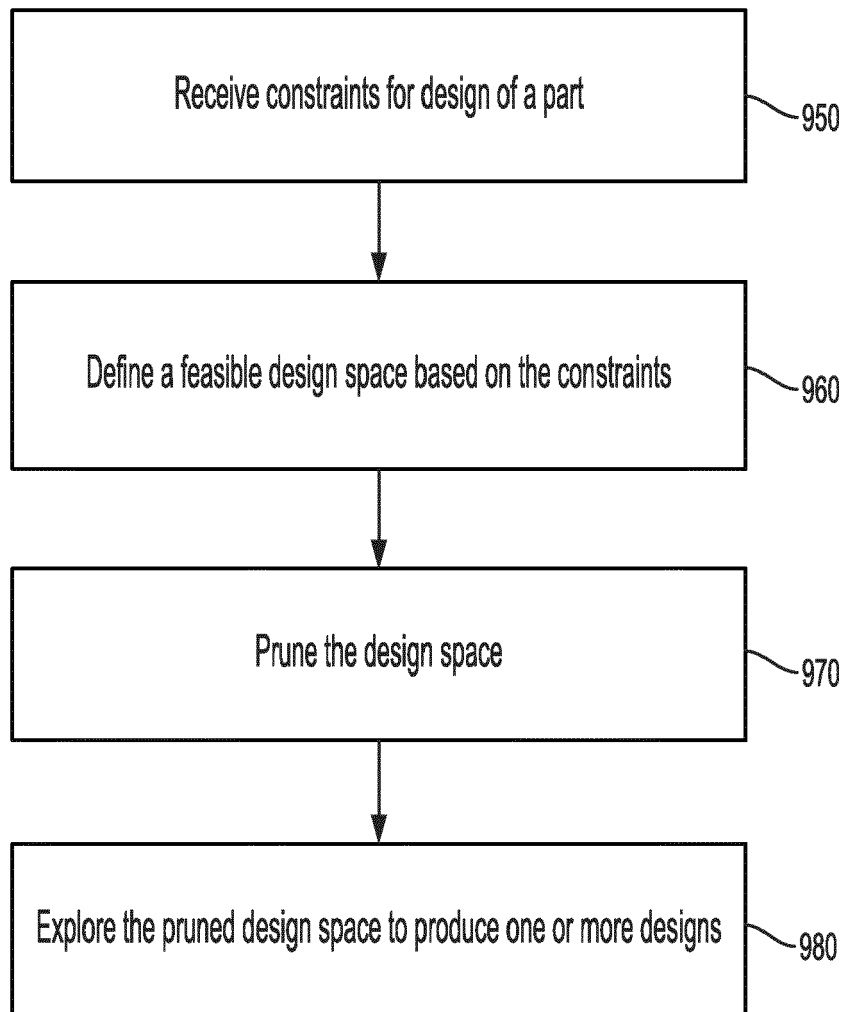 Receive constraints for design of a part
950
Define a feasible design space based on the constraints
960
Prune the design space
970
Explore the pruned design space to produce one or more designs
980